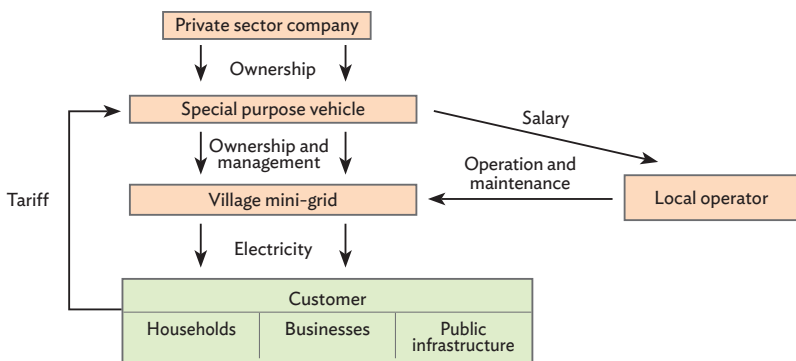 Private sector company
Ownership
Special purpose vehicle
Salary
Ownership and
management
Operation and
maintenance
Tariff
Village mini-grid
Local operator
Electricity
Customer
Households
Businesses
Public
infrastructure